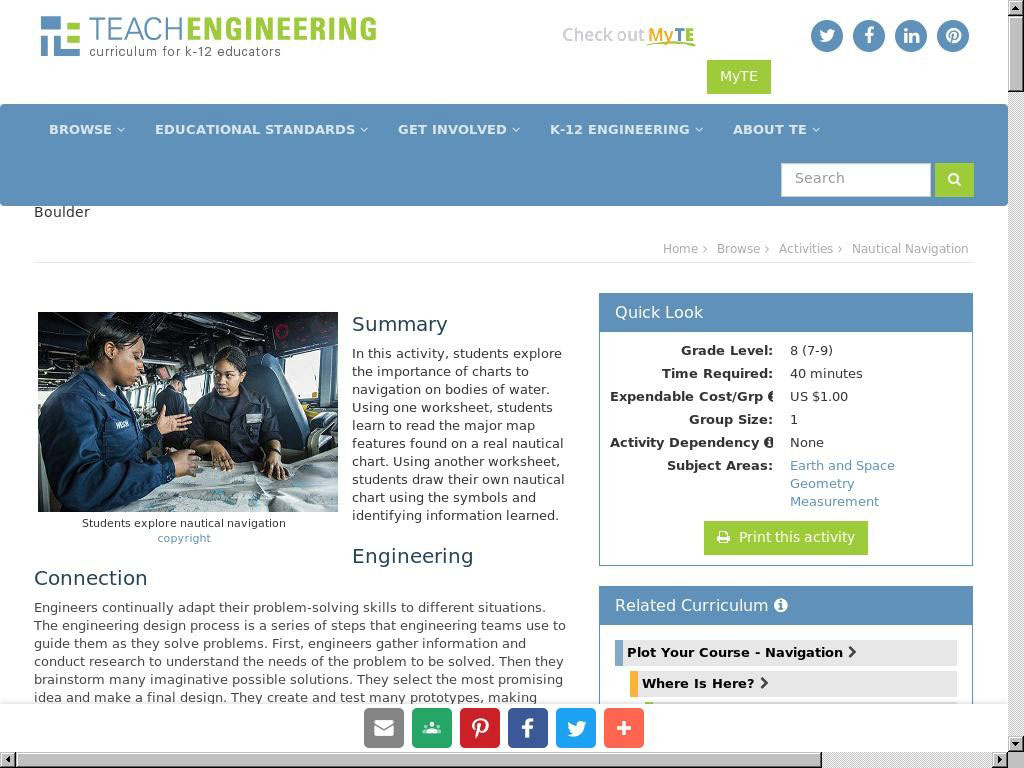 TEACHENGINEERING
curriculum for k-12 educators
Check out MyTE
MyTE
BROWSE
EDUCATIONAL STANDARDS
GET INVOLVED
K-12 ENGINEERING
ABOUT TE
Search
Boulder
Home › Browse › Activities › Nautical Navigation
Summary
In this activity, students explore
the importance of charts to
navigation on bodies of water.
Using one worksheet, students
learn to read the major map
features found on a real nautical
chart. Using another worksheet,
students draw their own nautical
chart using the symbols and
identifying information learned.
Students explore nautical navigation
copyright
Engineering
Connection
Engineers continually adapt their problem-solving skills to different situations.
The engineering design process is a series of steps that engineering teams use to
guide them as they solve problems. First, engineers gather information and
conduct research to understand the needs of the problem to be solved. Then they
brainstorm many imaginative possible solutions. They select the most promising
idea and make a final design. They create and test many prototypes, making
Quick Look
Grade Level: 8 (7-9)
Time Required: 40 minutes
Expendable Cost/Grp US $1.00
Group Size: 1
Activity Dependency None
Subject Areas: Earth and Space
Geometry
Measurement
Print this activity
Related Curriculum
Plot Your Course - Navigation
Where Is Here?